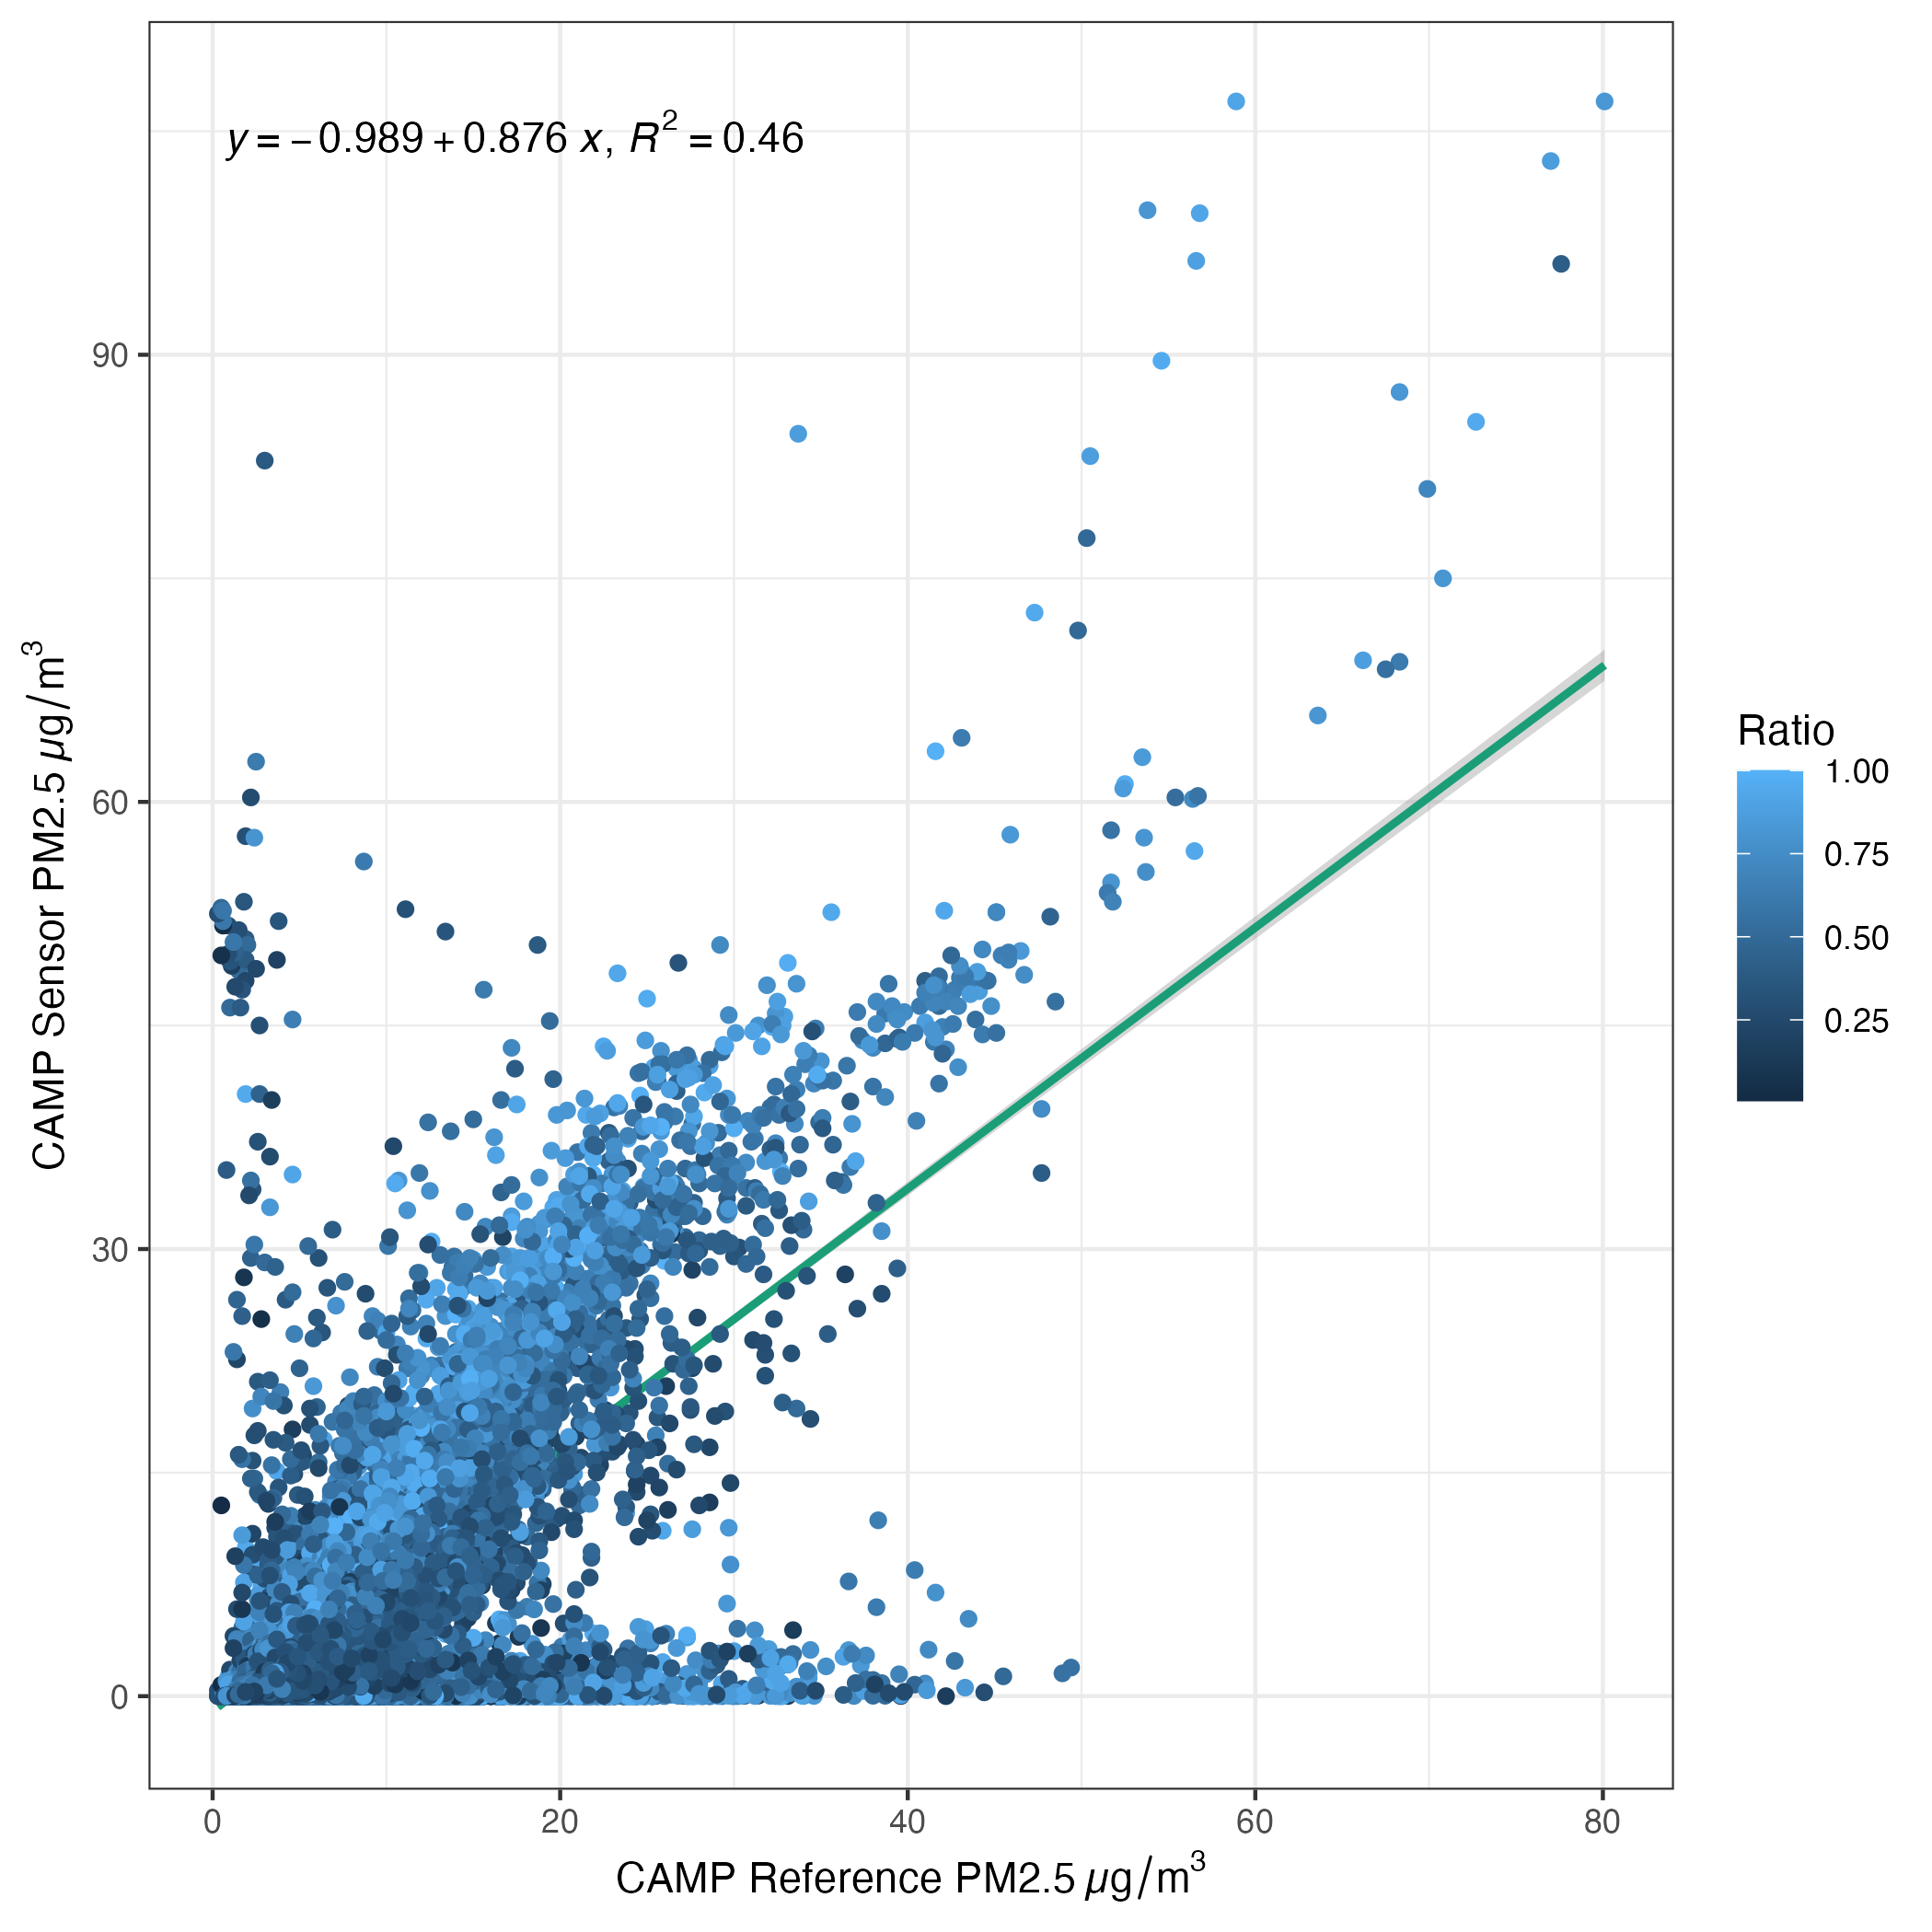 y = −0.989 + 0.876 x, R² = 0.46
90
60
30
0
0 20 40 60 80
CAMP Reference PM2.5 µg/m³
CAMP Sensor PM2.5 µg/m³
Ratio
1.00
0.75
0.50
0.25